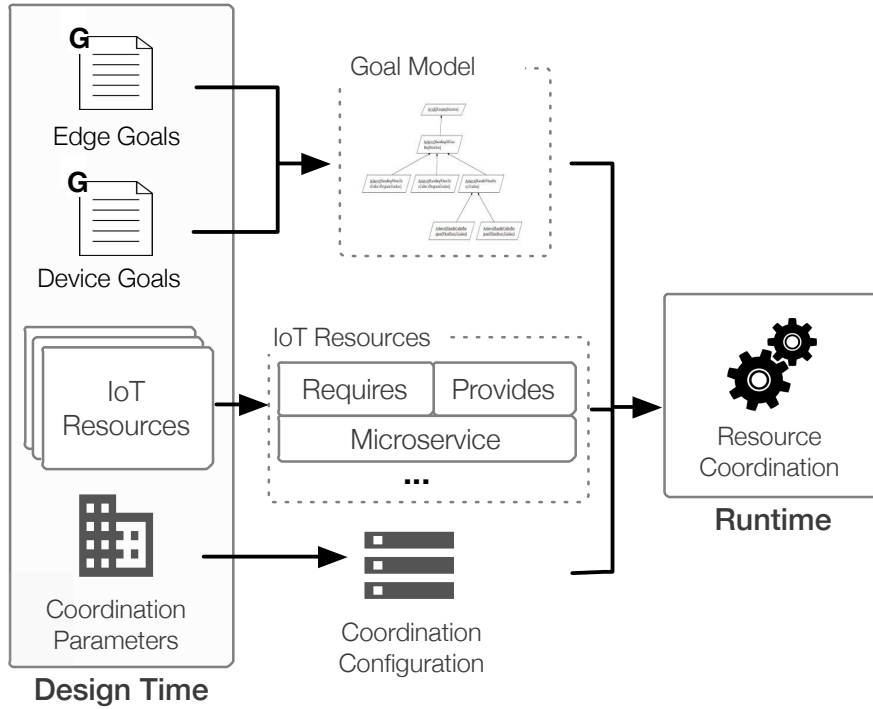 G
Edge Goals
G
Device Goals
IoT
Resources
Coordination
Parameters
Design Time
Goal Model
IoT Resources
Requires
Provides
Microservice
...
Coordination
Configuration
Resource
Coordination
Runtime